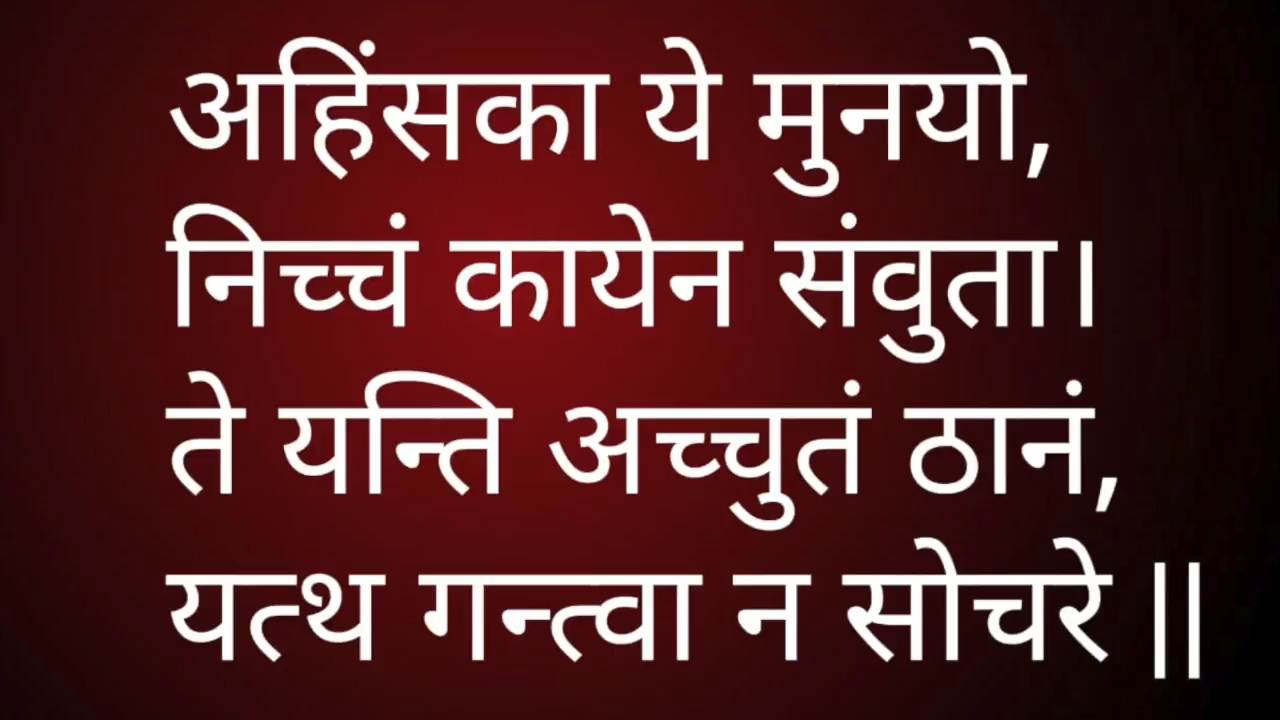 अहिंसका ये मुनयो,
निच्चं कायेन संवुता।
ते यन्ति अच्चुतं ठानं,
यत्थ गन्त्वा न सोचरे ||